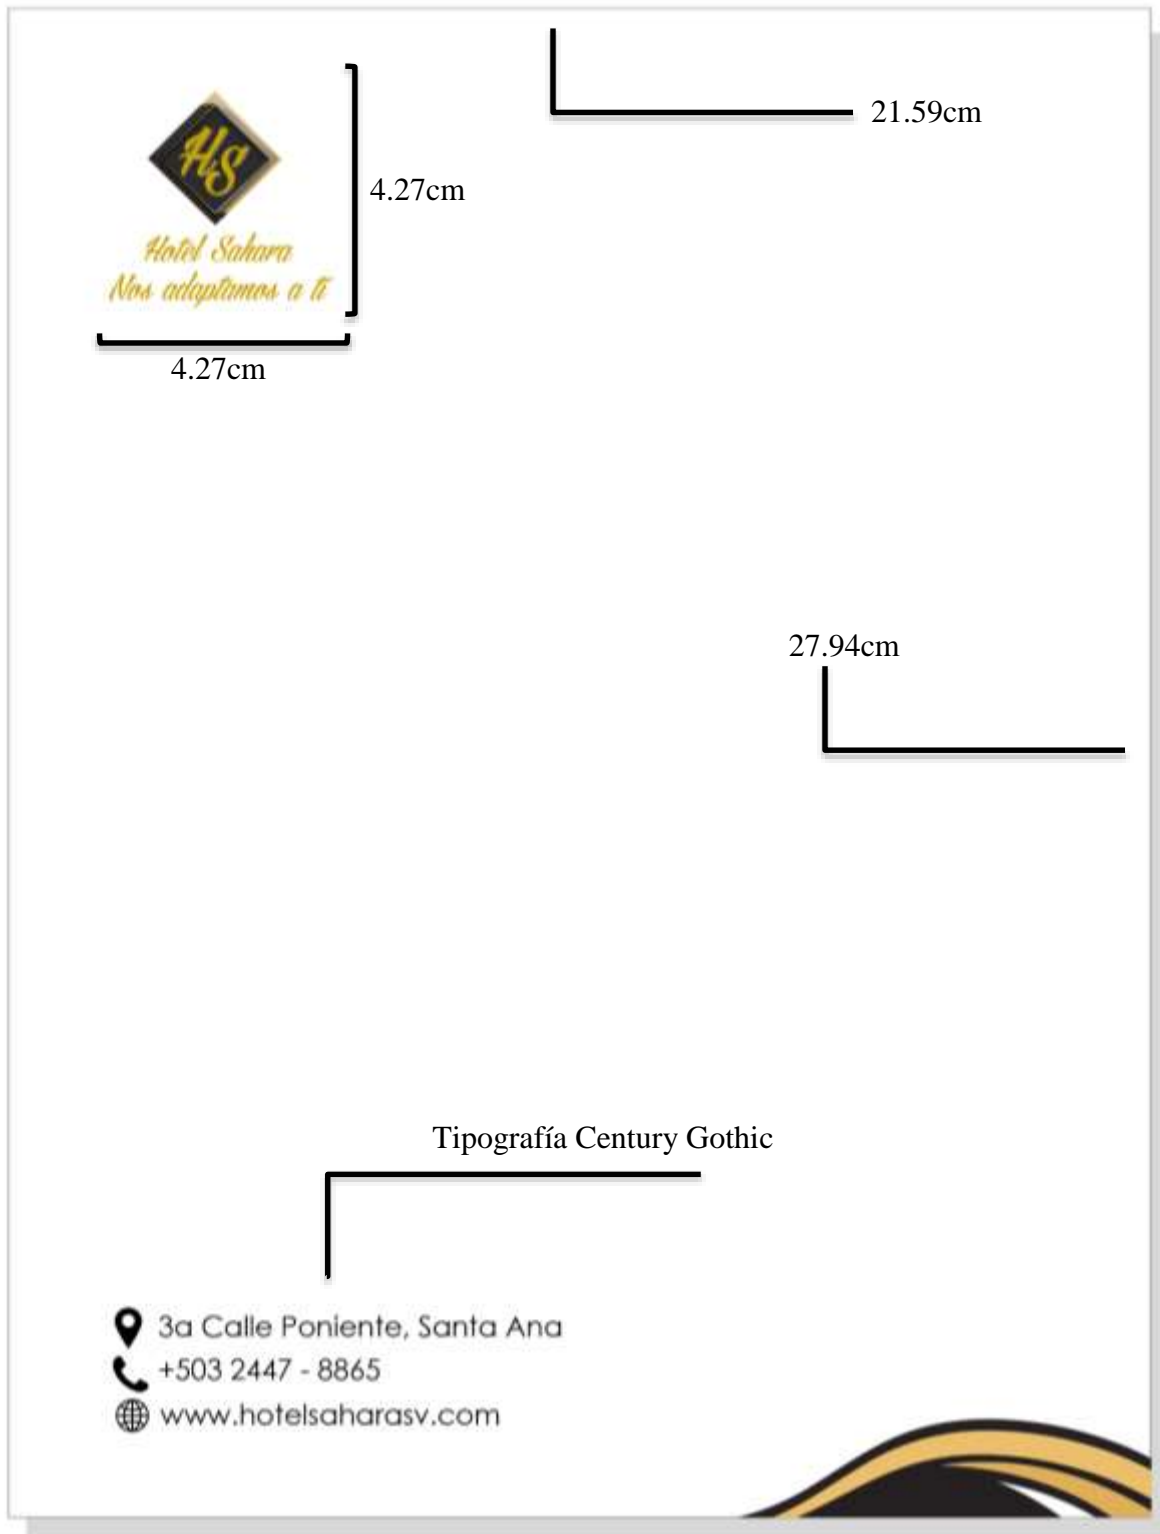 21.59cm
HS
4.27cm
Hotel Sahara
Nos adaptamos a ti
4.27cm
27.94cm
Tipografía Century Gothic
3a Calle Poniente, Santa Ana
+503 2447 - 8865
www.hotelsaharasv.com